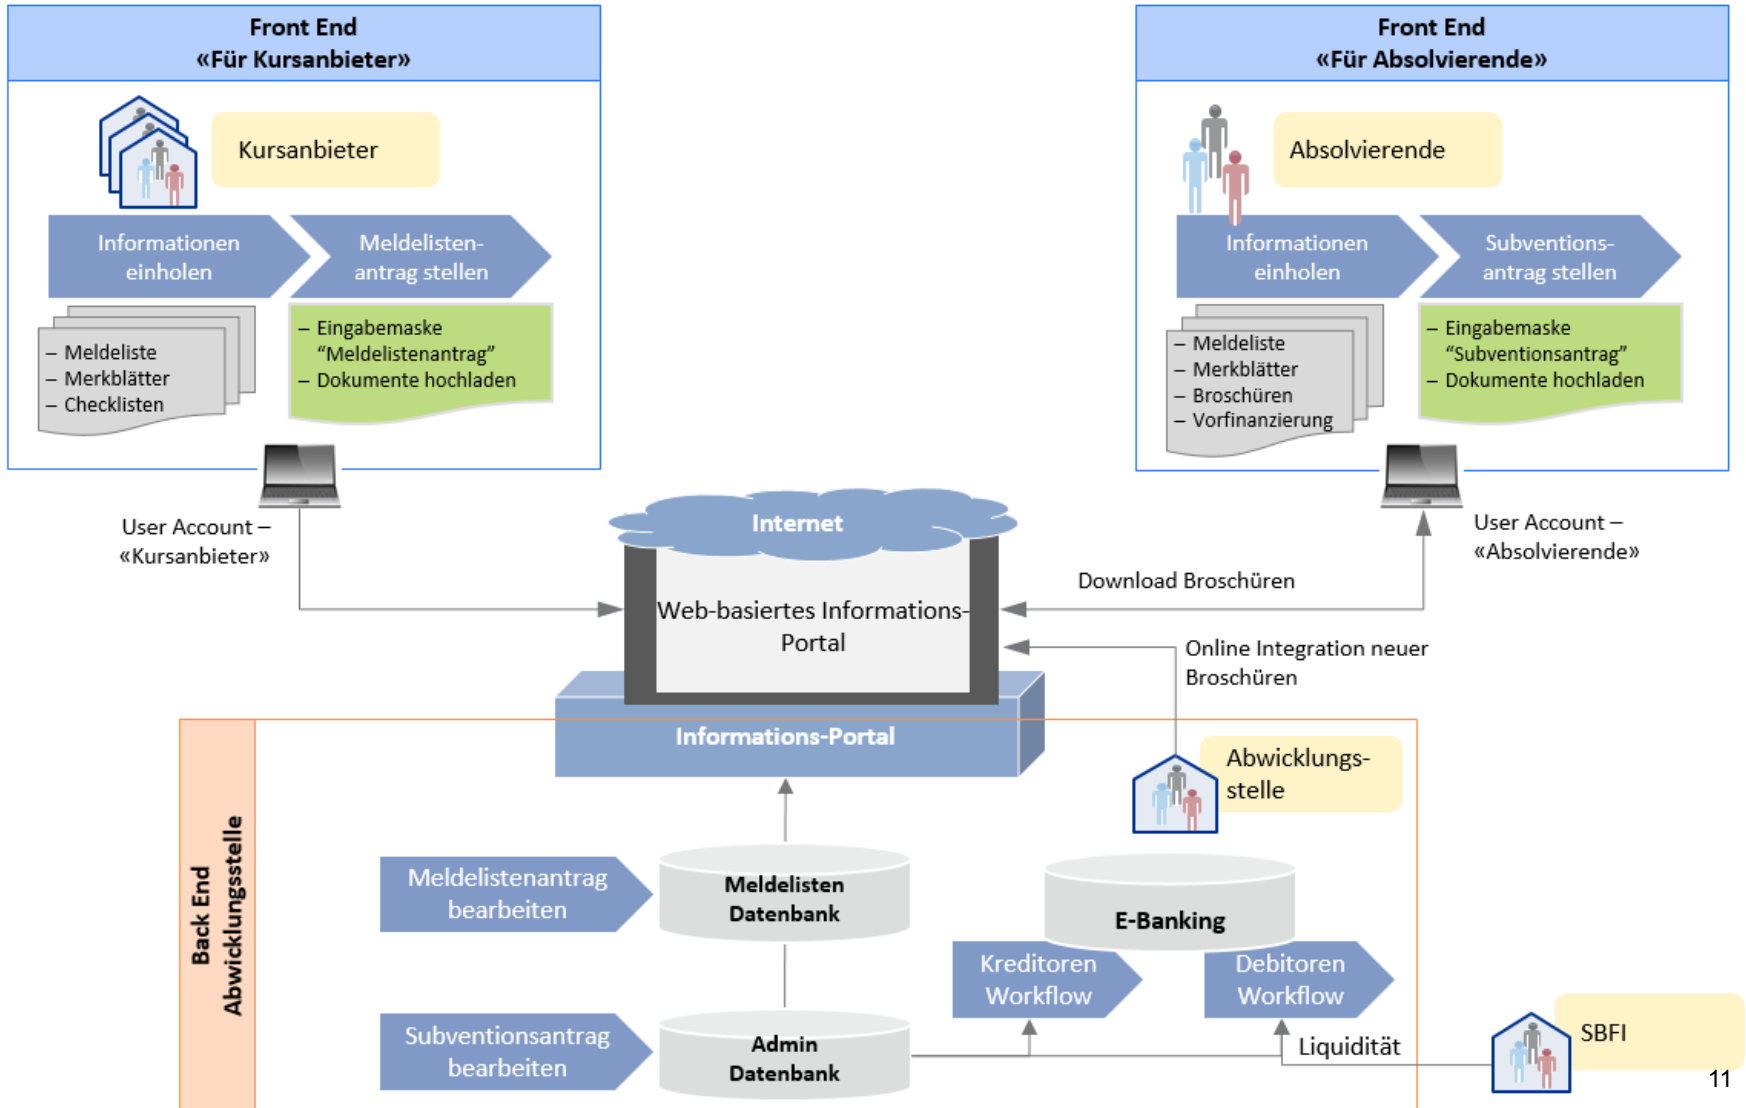 Front End
«Für Kursanbieter»
Kursanbieter
Informationen
einholen
Meldelisten-
antrag stellen
– Meldeliste
– Merkblätter
– Checklisten
– Eingabemaske
“Meldelistenantrag”
– Dokumente hochladen
User Account –
«Kursanbieter»
Front End
«Für Absolvierende»
Absolvierende
Informationen
einholen
Subventions-
antrag stellen
– Meldeliste
– Merkblätter
– Broschüren
– Vorfinanzierung
– Eingabemaske
“Subventionsantrag”
– Dokumente hochladen
User Account –
«Absolvierende»
Internet
Web-basiertes Informations-
Portal
Informations-Portal
Download Broschüren
Online Integration neuer
Broschüren
Abwicklungs-
stelle
Back End
Abwicklungsstelle
Meldelistenantrag
bearbeiten
Meldelisten
Datenbank
E-Banking
Kreditoren
Workflow
Debitoren
Workflow
Subventionsantrag
bearbeiten
Admin
Datenbank
Liquidität
SBFI
11